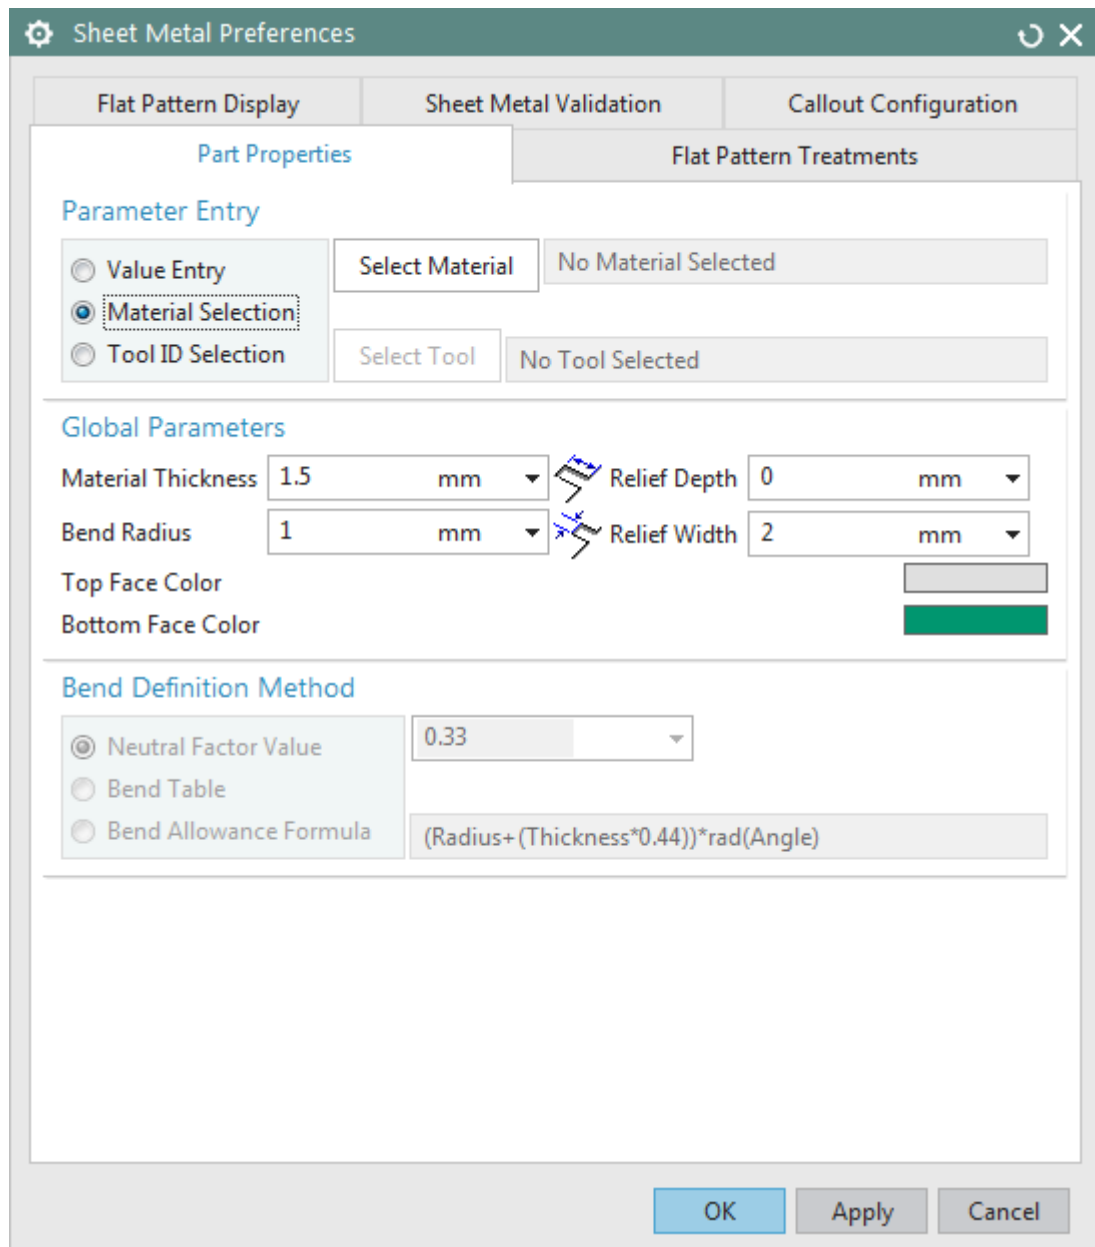 Sheet Metal Preferences
Flat Pattern Display Sheet Metal Validation Callout Configuration
Part Properties Flat Pattern Treatments
Parameter Entry
Value Entry Select Material No Material Selected
Material Selection
Tool ID Selection Select Tool No Tool Selected
Global Parameters
Material Thickness 1.5 mm Relief Depth 0 mm
Bend Radius 1 mm Relief Width 2 mm
Top Face Color
Bottom Face Color
Bend Definition Method
Neutral Factor Value 0.33
Bend Table
Bend Allowance Formula (Radius+(Thickness*0.44))*rad(Angle)
OK Apply Cancel